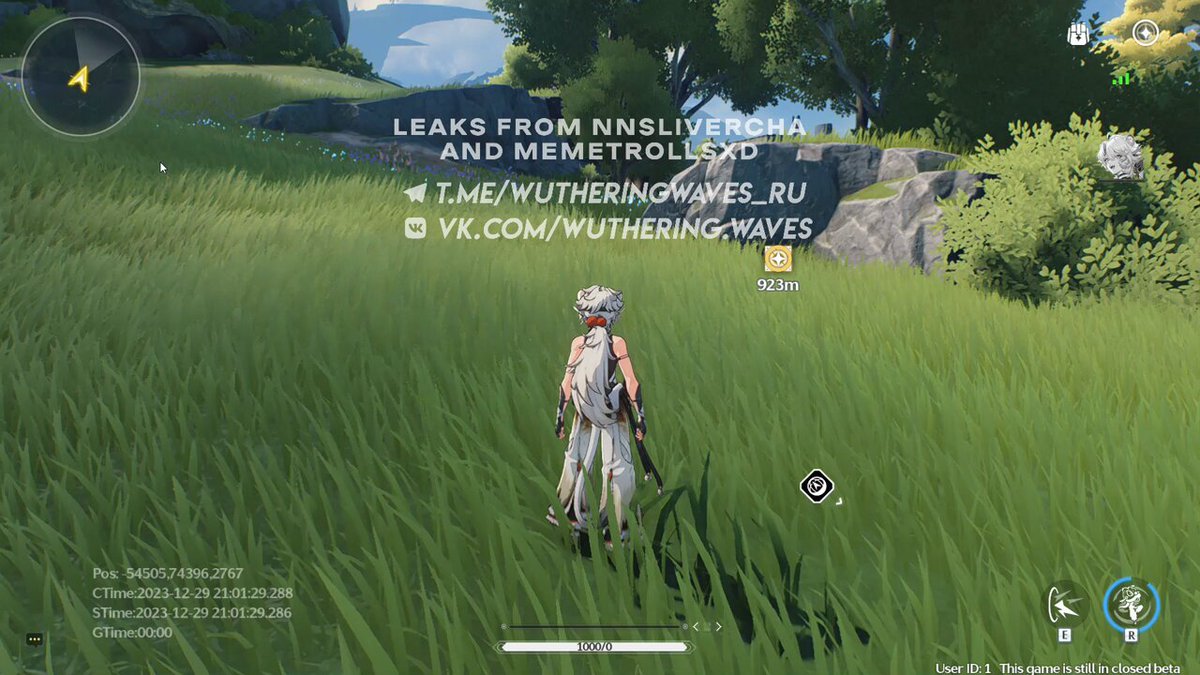 LEAKS FROM NNSLIVERCHA
AND MEMETROLLSXD
T.ME/WUTHERINGWAVES_RU
VK.COM/WUTHERING.WAVES
923m
Pos: -54505,74396,2767
CTime:2023-12-29 21:01:29.288
STime:2023-12-29 21:01:29.286
GTime:00:00
1000/0
E
R
User ID: 1 This game is still in closed beta